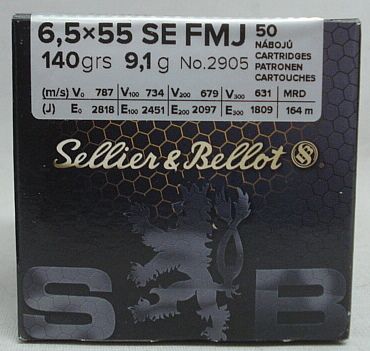 6,5×55 SE FMJ 50
NÁBOJŮ
CARTRIDGES
PATRONEN
CARTOUCHES
140grs 9,1 g No.2905
(m/s) V0 787 V100 734 V200 679 V300 631 MRD
(J) E0 2818 E100 2451 E200 2097 E300 1809 164 m
Sellier & Bellot
S B